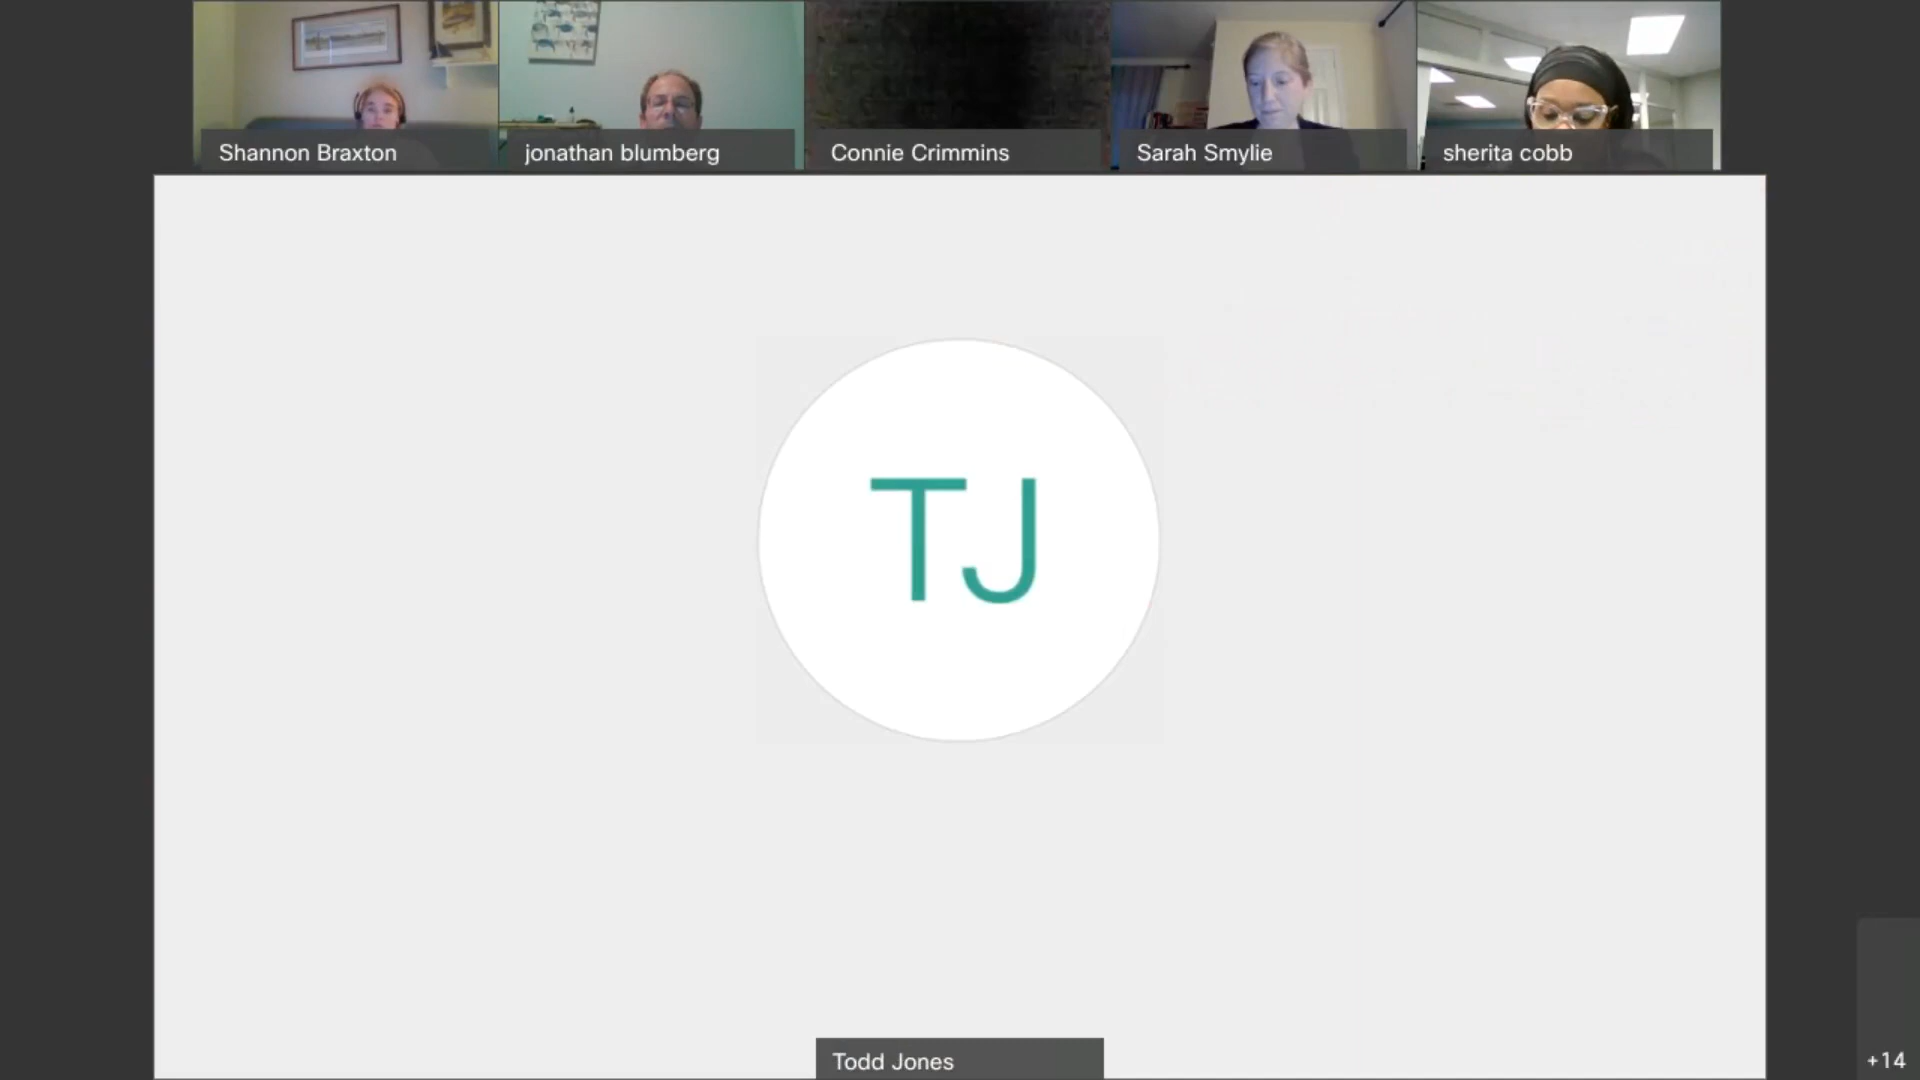 Shannon Braxton
jonathan blumberg
Connie Crimmins
Sarah Smylie
sherita cobb
TJ
Todd Jones
+14